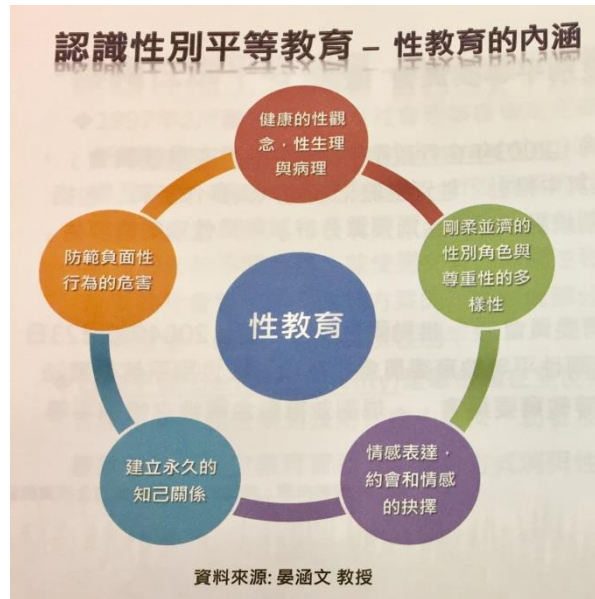 認識性別平等教育 – 性教育的內涵
健康的性觀
念．性生理
與病理
剛柔並濟的
性別角色與
尊重性的多
樣性
情感表達．
約會和情感
的抉擇
建立永久的
知己關係
防範負面性
行為的危害
性教育
資料來源: 晏涵文 教授